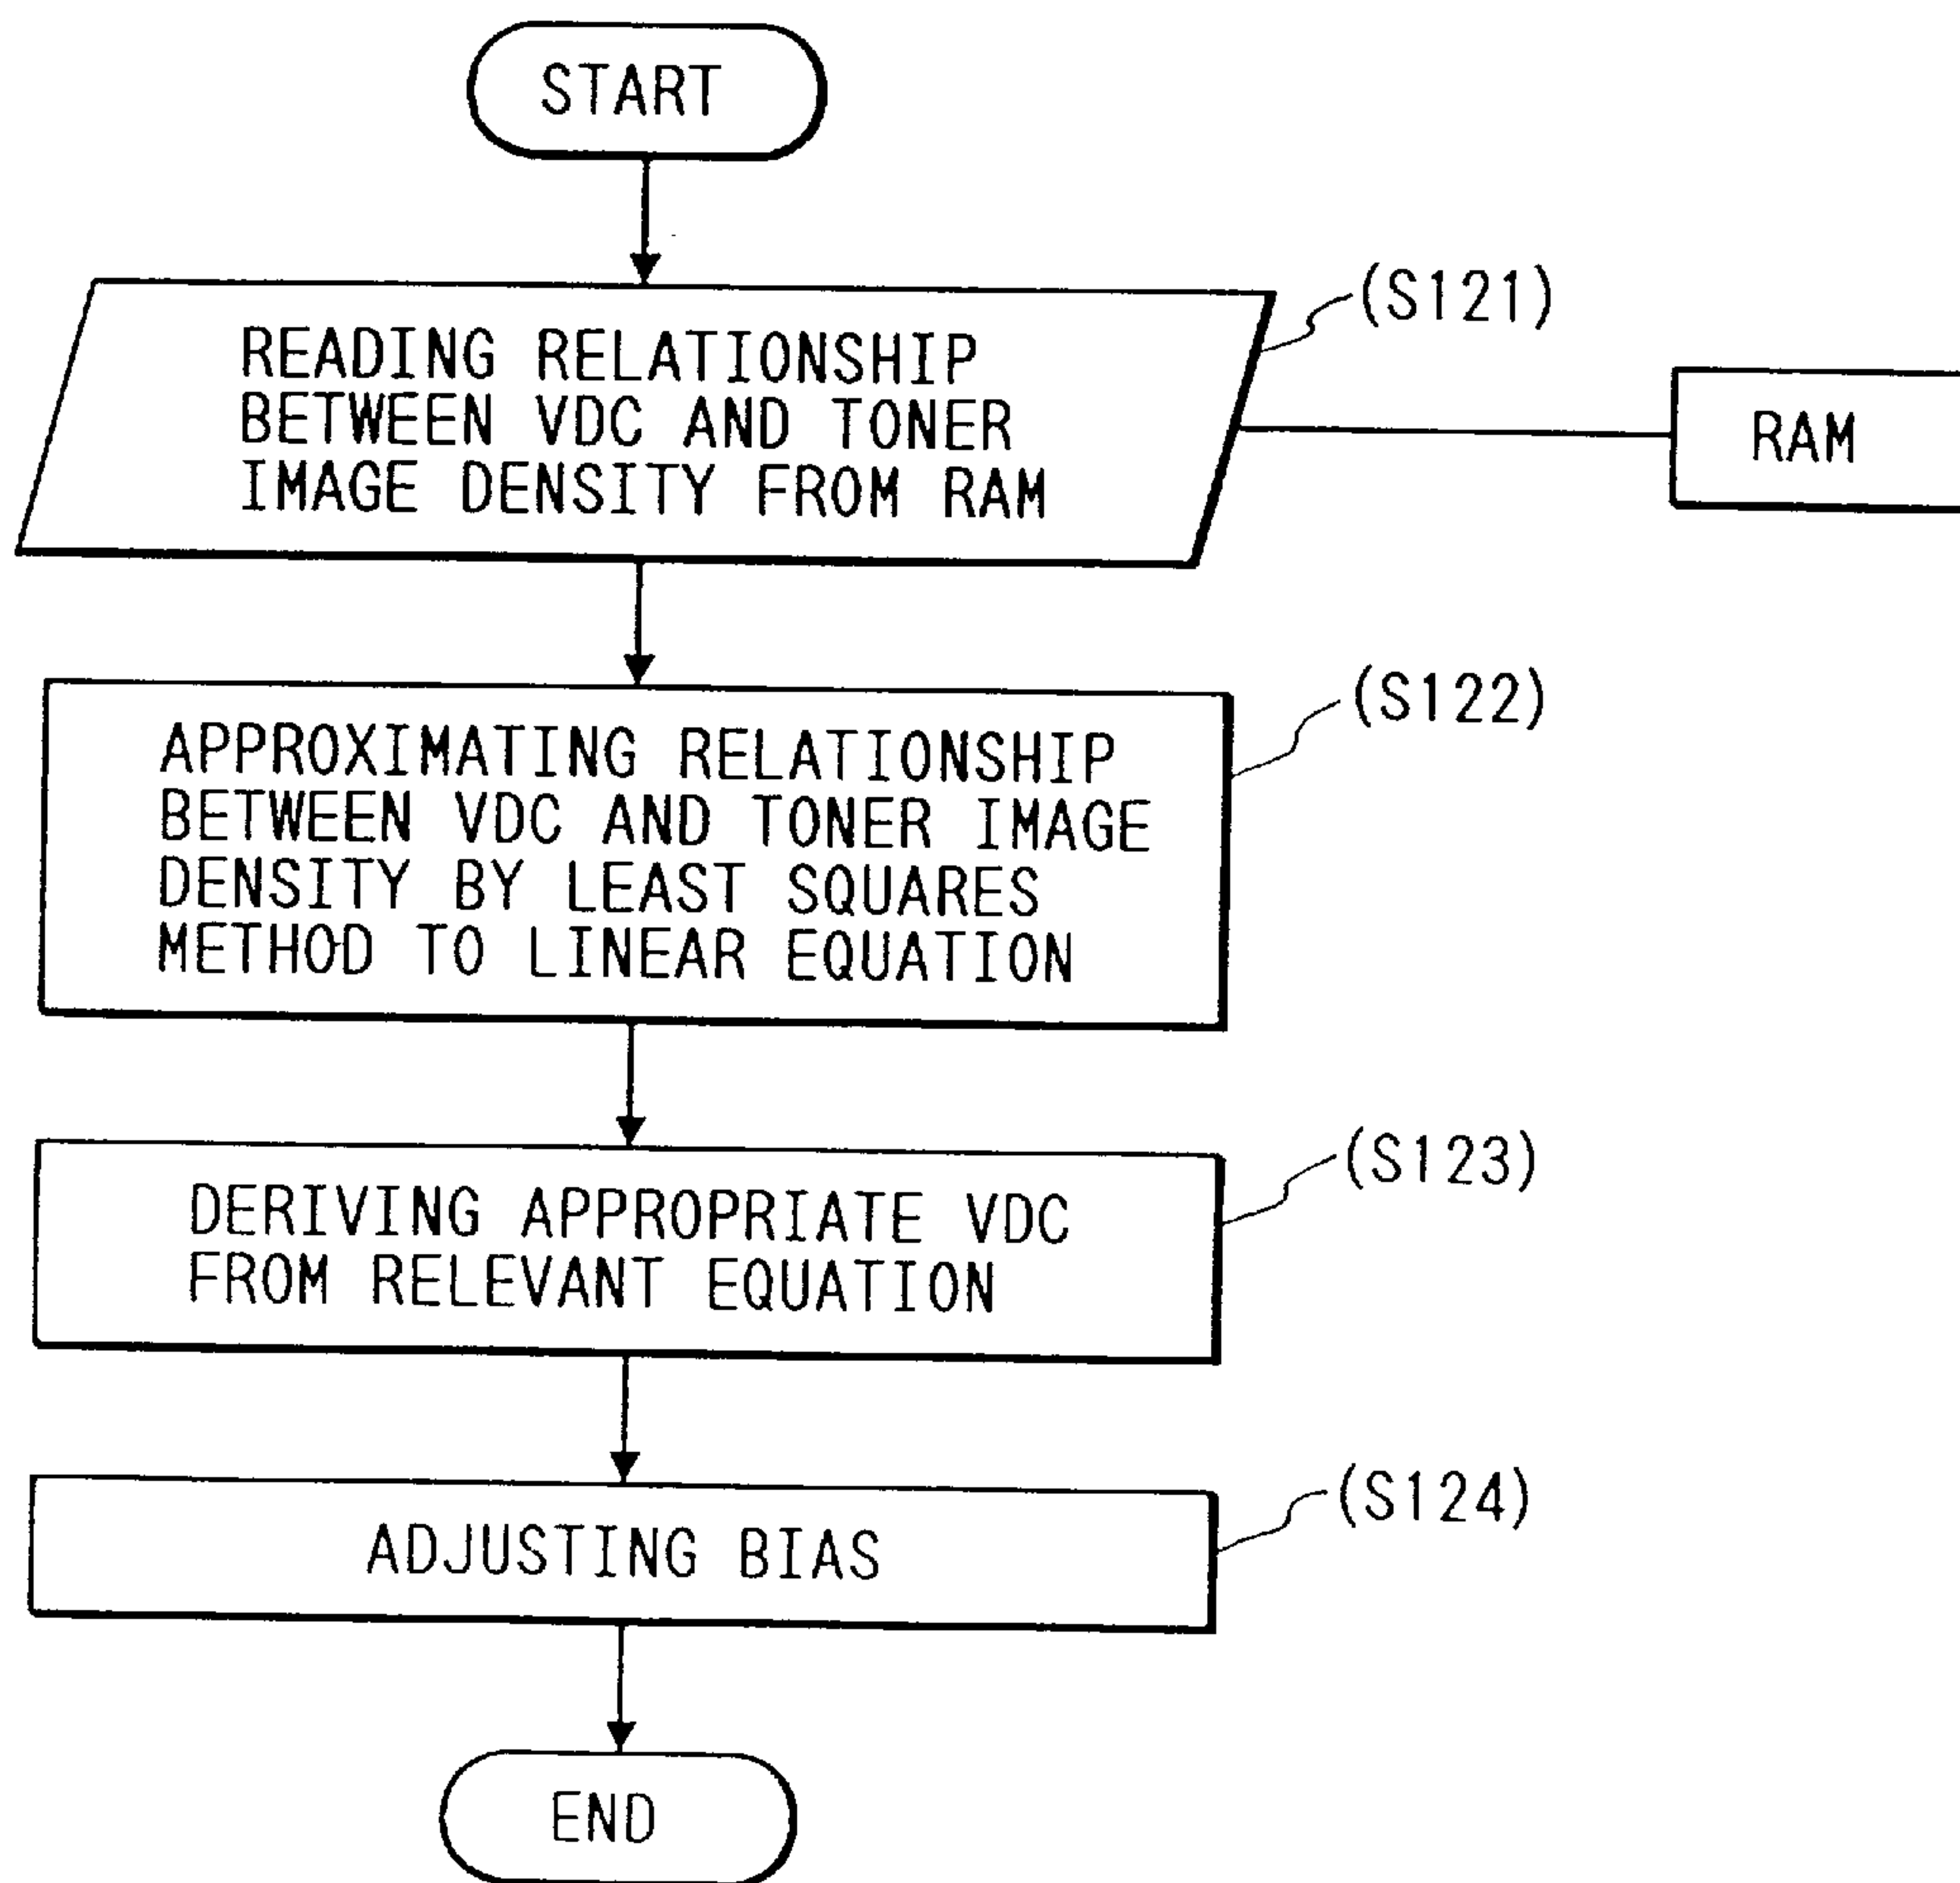 START
(S121)
READING RELATIONSHIP
BETWEEN VDC AND TONER
IMAGE DENSITY FROM RAM
RAM
(S122)
APPROXIMATING RELATIONSHIP
BETWEEN VDC AND TONER IMAGE
DENSITY BY LEAST SQUARES
METHOD TO LINEAR EQUATION
(S123)
DERIVING APPROPRIATE VDC
FROM RELEVANT EQUATION
(S124)
ADJUSTING BIAS
END